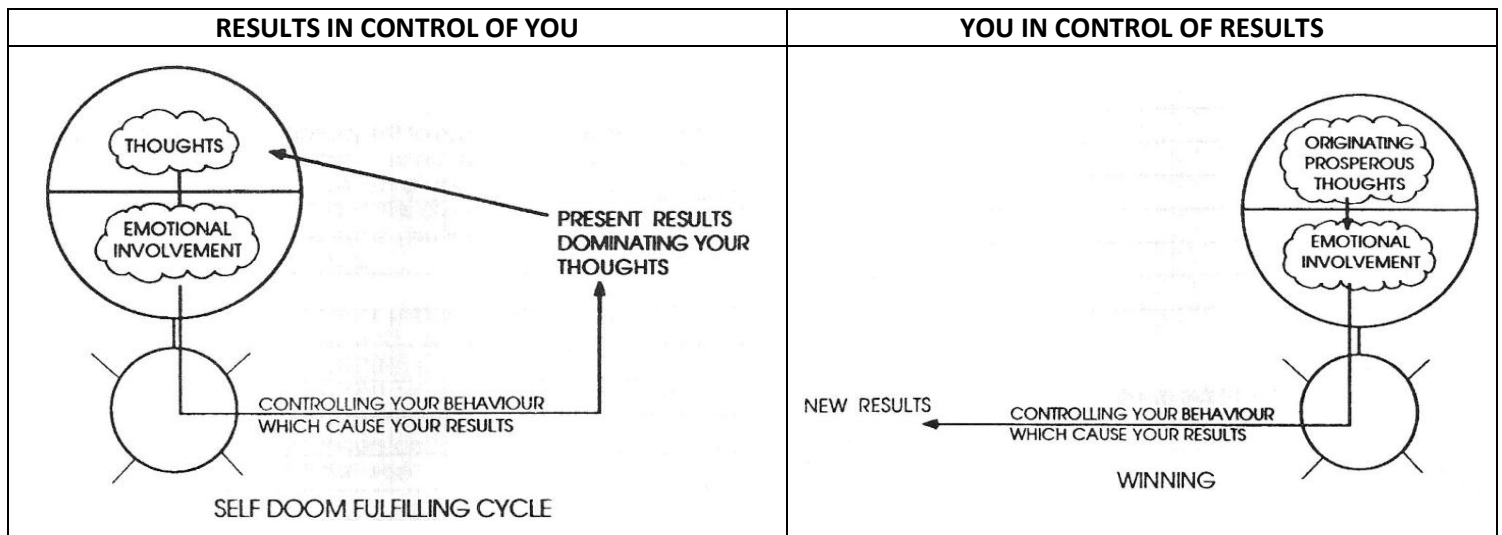 RESULTS IN CONTROL OF YOU
THOUGHTS
EMOTIONAL
INVOLVEMENT
PRESENT RESULTS
DOMINATING YOUR
THOUGHTS
CONTROLLING YOUR BEHAVIOUR
WHICH CAUSE YOUR RESULTS
SELF DOOM FULFILLING CYCLE
YOU IN CONTROL OF RESULTS
ORIGINATING
PROSPEROUS
THOUGHTS
EMOTIONAL
INVOLVEMENT
NEW RESULTS
CONTROLLING YOUR BEHAVIOUR
WHICH CAUSE YOUR RESULTS
WINNING